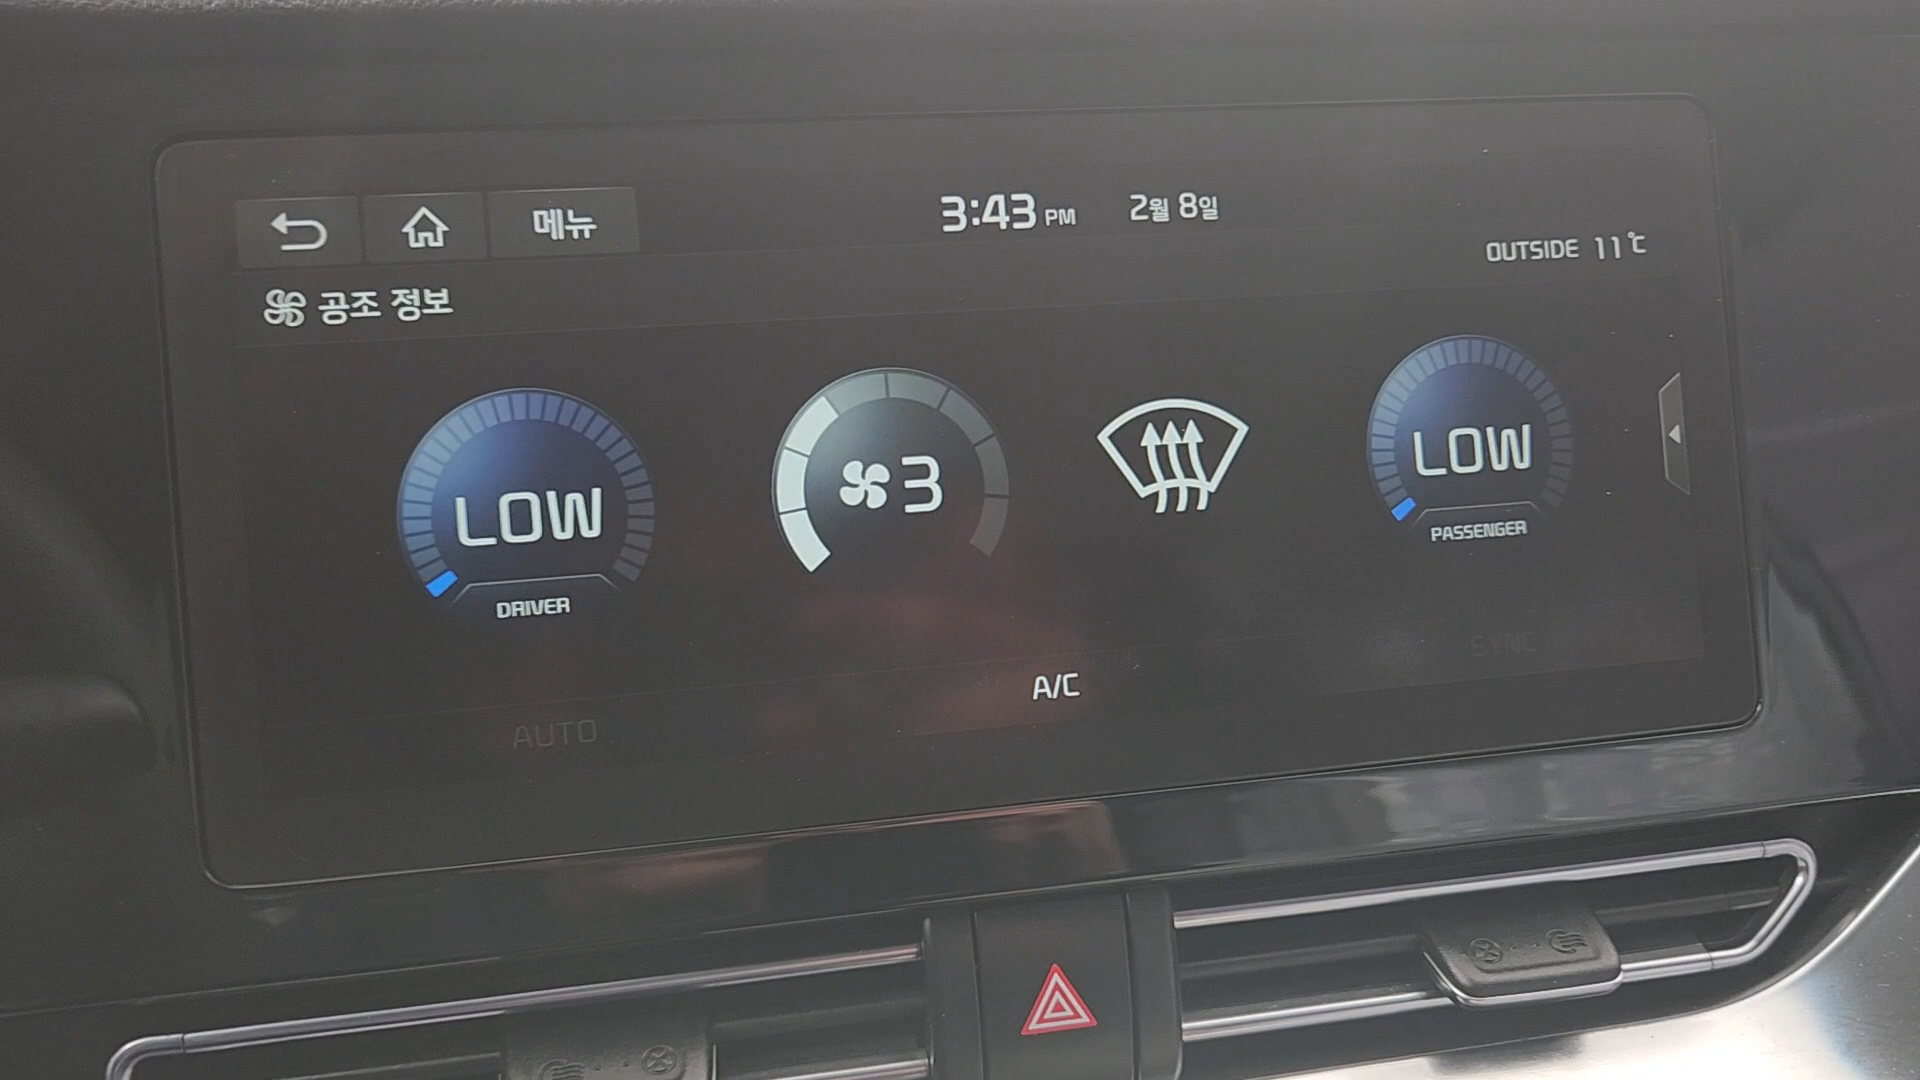 메뉴
3:43 PM 2월 8일
OUTSIDE 11℃
공조 정보
LOW
DRIVER
3
LOW
PASSENGER
SYNC
A/C
AUTO